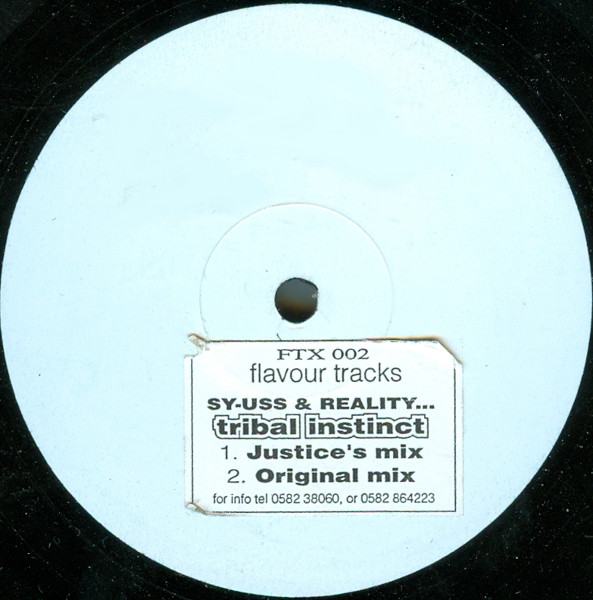 FTX 002
flavour tracks
SY-USS & REALITY...
tribal instinct
1. Justice's mix
2. Original mix
for info tel 0582 38060, or 0582 864223